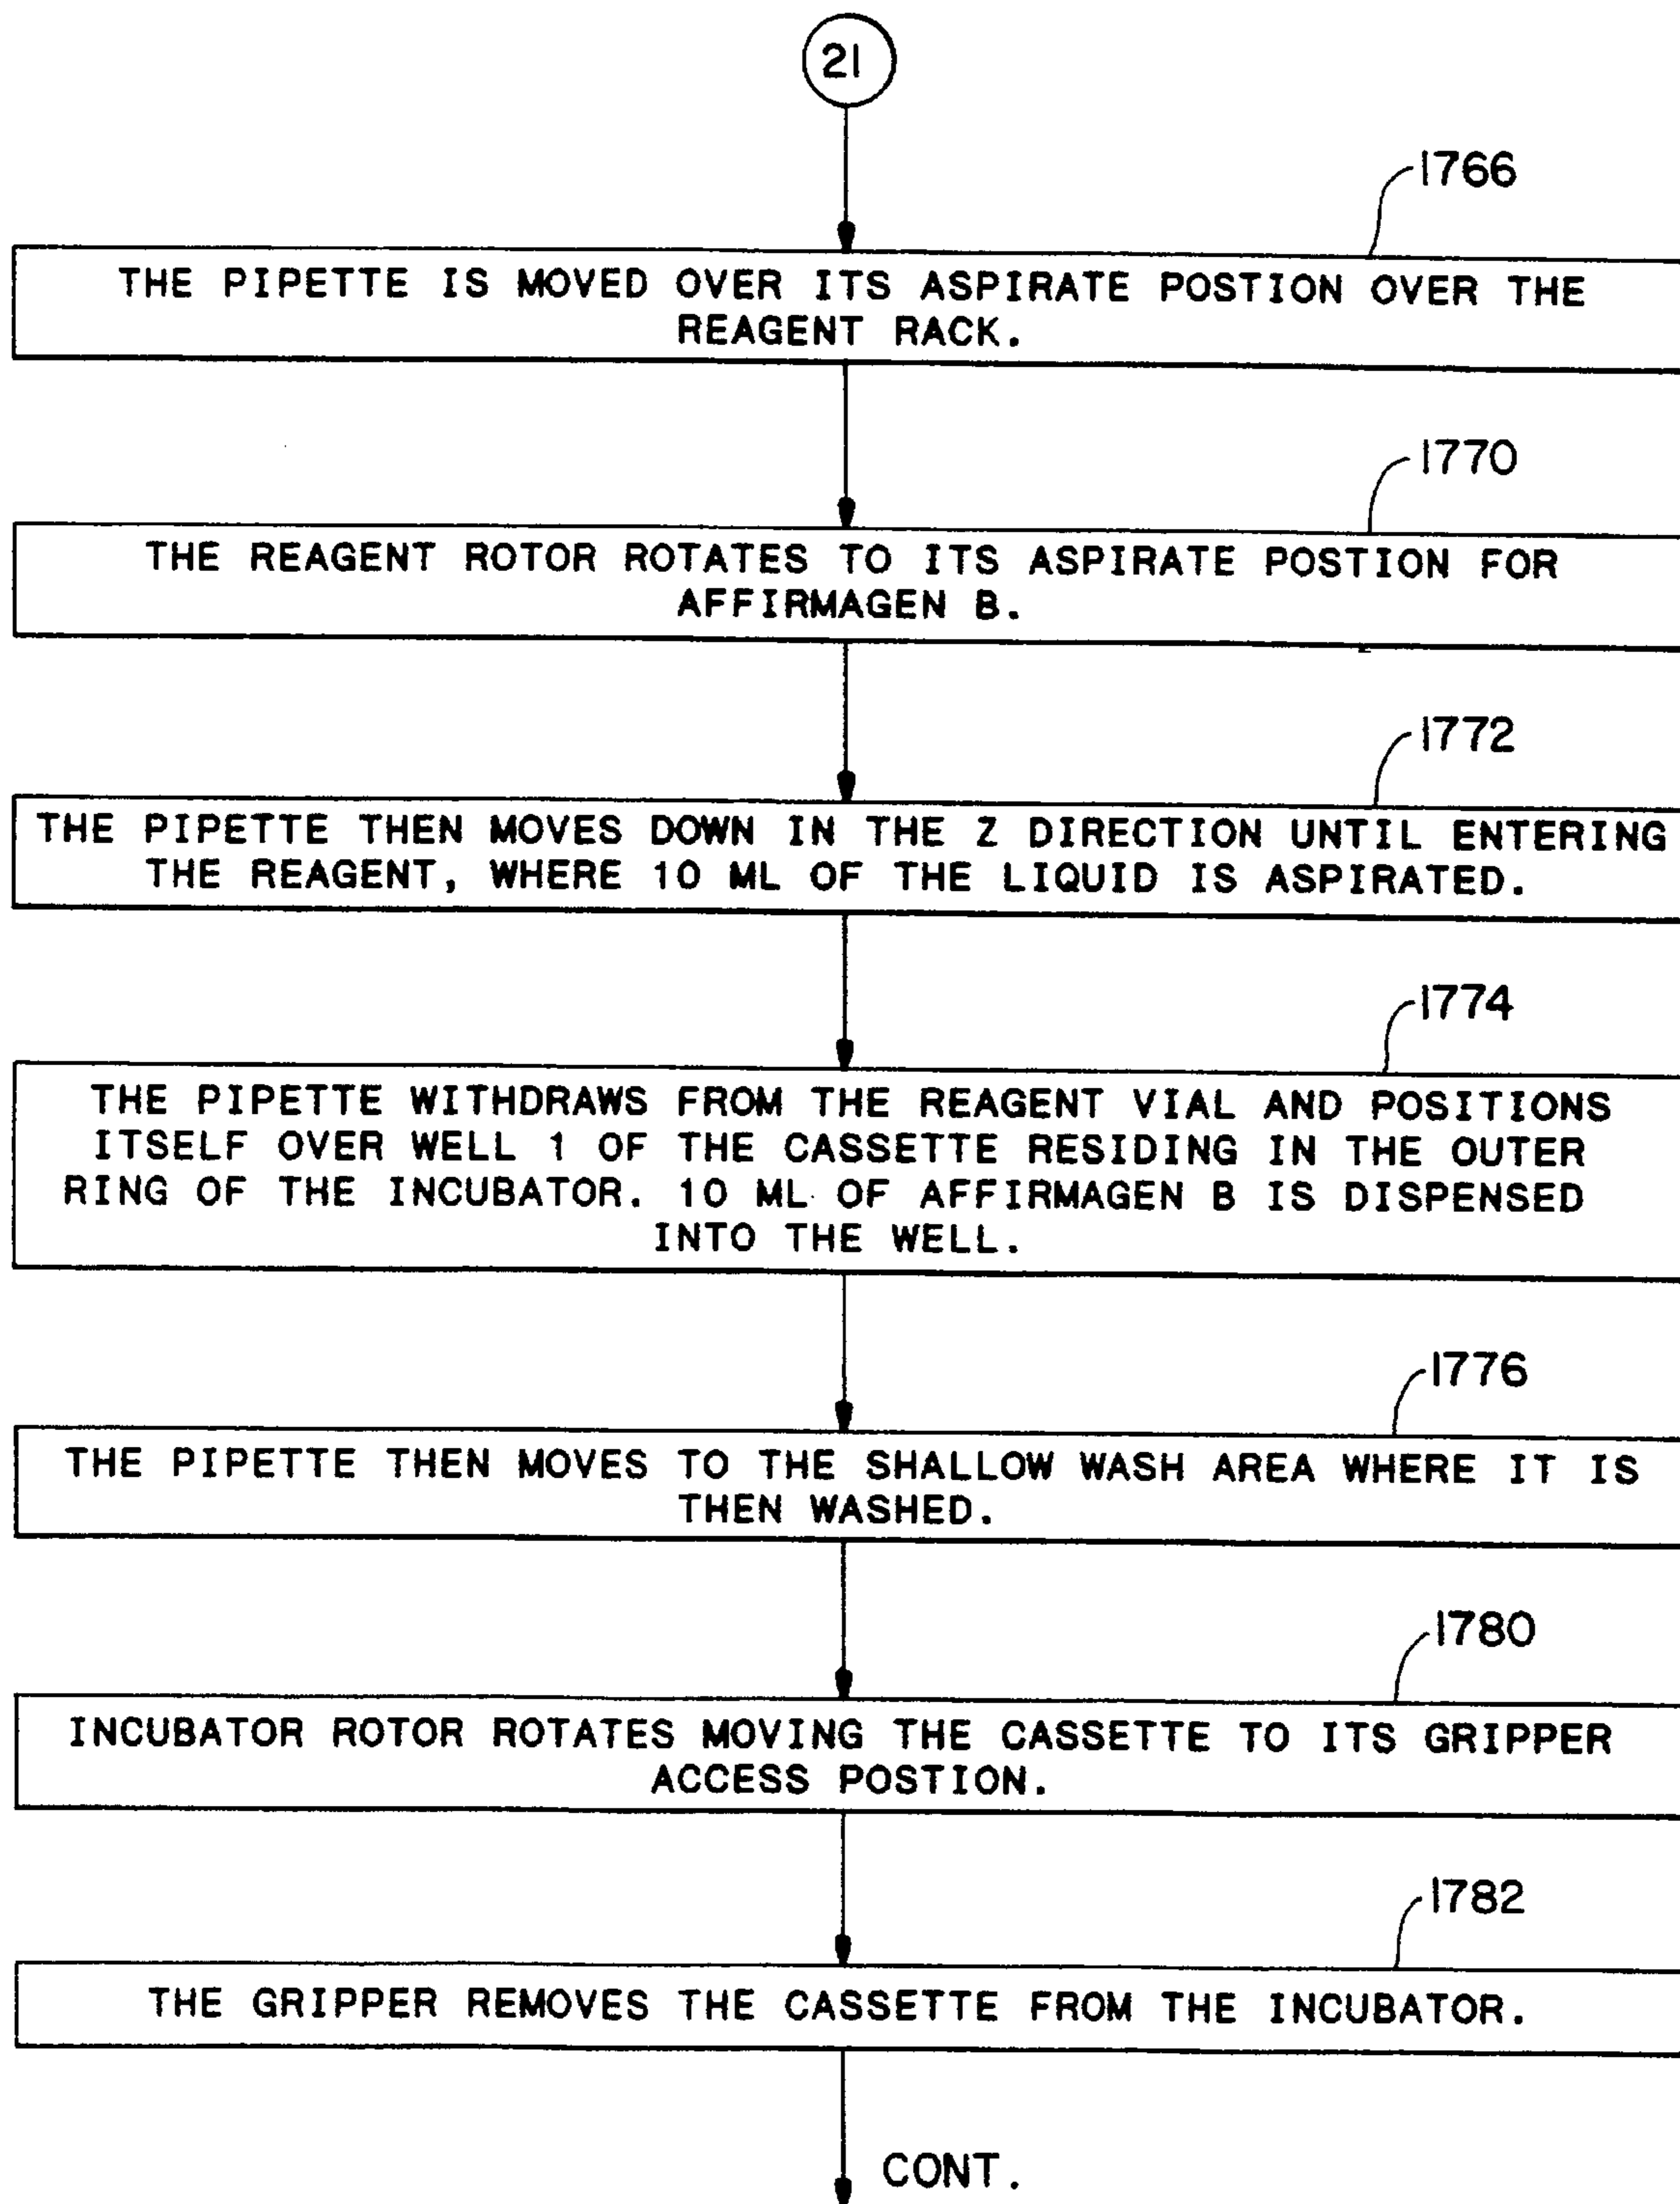 21
1766
THE PIPETTE IS MOVED OVER ITS ASPIRATE POSTION OVER THE
REAGENT RACK.
1770
THE REAGENT ROTOR ROTATES TO ITS ASPIRATE POSTION FOR
AFFIRMAGEN B.
1772
THE PIPETTE THEN MOVES DOWN IN THE Z DIRECTION UNTIL ENTERING
THE REAGENT, WHERE 10 ML OF THE LIQUID IS ASPIRATED.
1774
THE PIPETTE WITHDRAWS FROM THE REAGENT VIAL AND POSITIONS
ITSELF OVER WELL 1 OF THE CASSETTE RESIDING IN THE OUTER
RING OF THE INCUBATOR. 10 ML OF AFFIRMAGEN B IS DISPENSED
INTO THE WELL.
1776
THE PIPETTE THEN MOVES TO THE SHALLOW WASH AREA WHERE IT IS
THEN WASHED.
1780
INCUBATOR ROTOR ROTATES MOVING THE CASSETTE TO ITS GRIPPER
ACCESS POSTION.
1782
THE GRIPPER REMOVES THE CASSETTE FROM THE INCUBATOR.
CONT.